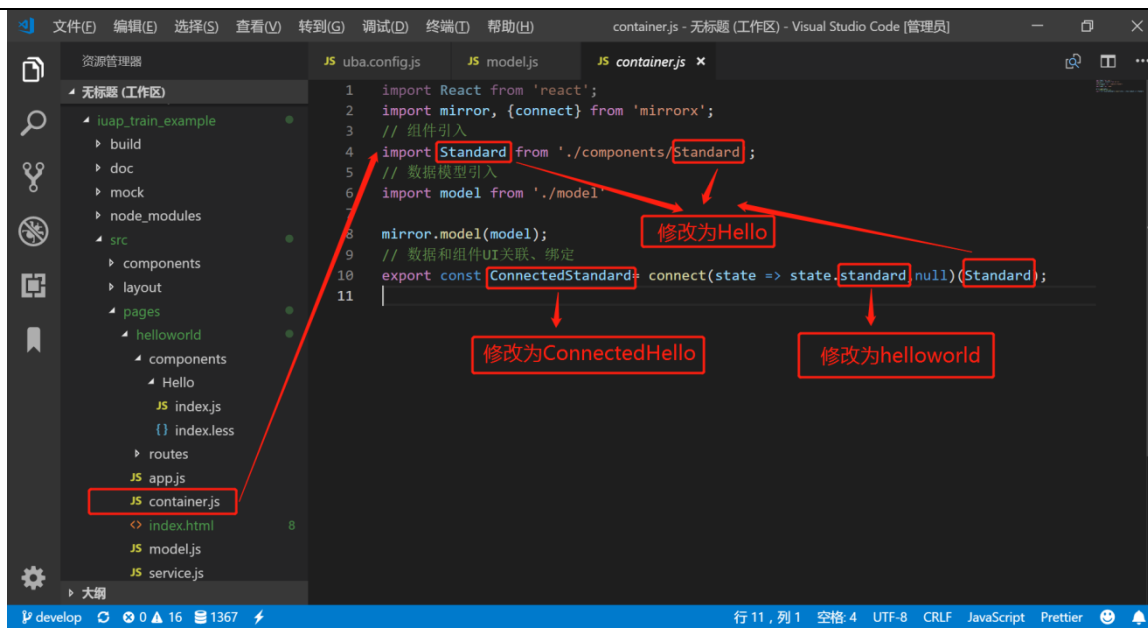 文件(F) 编辑(E) 选择(S) 查看(V) 转到(G) 调试(D) 终端(T) 帮助(H) container.js - 无标题 (工作区) - Visual Studio Code [管理员]
资源管理器
JS uba.config.js JS model.js JS container.js ×
无标题 (工作区)
iuap_train_example
build
doc
mock
node_modules
src
components
layout
pages
helloworld
components
Hello
JS index.js
{} index.less
routes
JS app.js
JS container.js
<> index.html 8
JS model.js
JS service.js
大纲
1 import React from 'react';
2 import mirror, {connect} from 'mirrorx';
3 // 组件引入
4 import Standard from './components/Standard ;
5 // 数据模型引入
6 import model from './model'
7
8 mirror.model(model);
9 // 数据和组件UI关联、绑定
10 export const ConnectedStandard= connect(state => state.standard,null)(Standard);
11
修改为Hello
修改为ConnectedHello
修改为helloworld
develop 0 16 1367 行 11，列 1 空格: 4 UTF-8 CRLF JavaScript Prettier